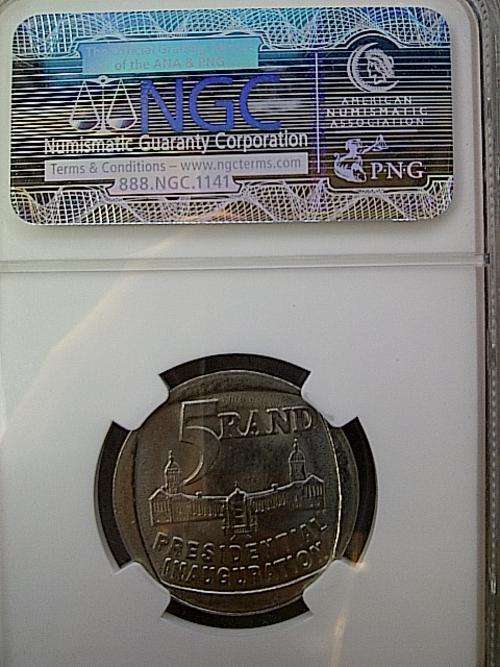 The Official Grading Service
of the ANA & PNG
NGC
Numismatic Guaranty Corporation
Terms & Conditions – www.ngcterms.com
888.NGC.1141
AMERICAN
NUMISMATIC
ASSOCIATION
PNG
5 RAND
PRESIDENTIAL
INAUGURATION